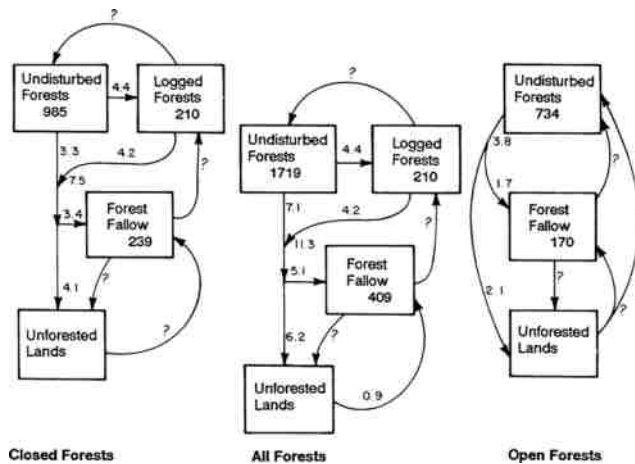 ?
Undisturbed
Forests
985
4.4
Logged
Forests
210
3.3
4.2
7.5
?
3.4
Forest
Fallow
239
?
4.1
?
Unforested
Lands
Closed Forests
?
Undisturbed
Forests
1719
4.4
Logged
Forests
210
7.1
4.2
11.3
?
5.1
Forest
Fallow
409
?
6.2
Unforested
Lands
0.9
All Forests
Undisturbed
Forests
734
3.8
?
1.7
Forest
Fallow
170
?
?
2.1
?
Unforested
Lands
Open Forests